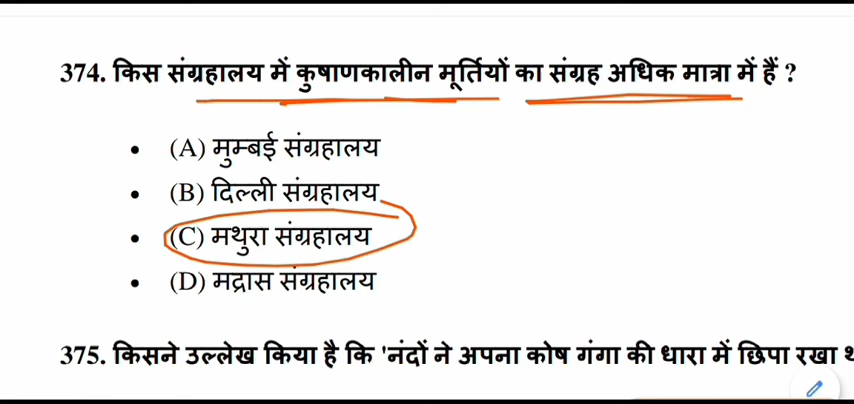 374. किस संग्रहालय में कुषाणकालीन मूर्तियों का संग्रह अधिक मात्रा में हैं ?
(A) मुम्बई संग्रहालय
(B) दिल्ली संग्रहालय
(C) मथुरा संग्रहालय
(D) मद्रास संग्रहालय
375. किसने उल्लेख किया है कि 'नंदों ने अपना कोष गंगा की धारा में छिपा रखा